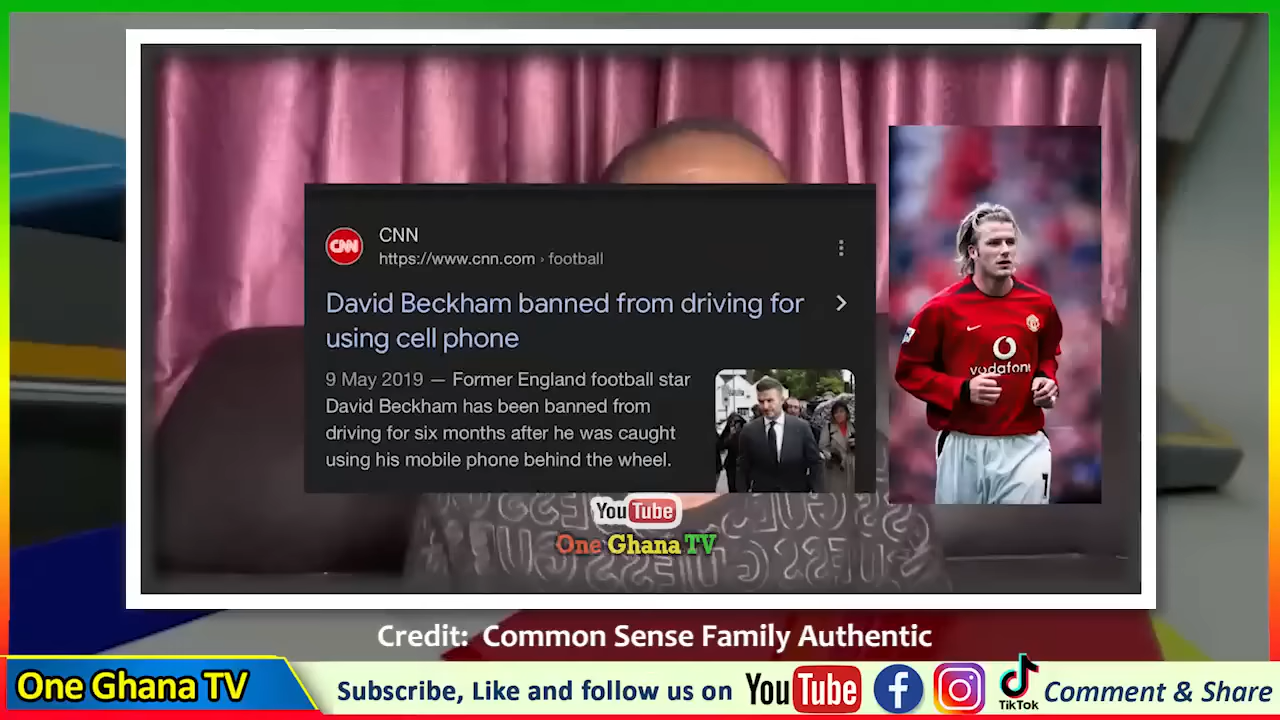 CNN
CNN
https://www.cnn.com › football
David Beckham banned from driving for
using cell phone
9 May 2019 — Former England football star
David Beckham has been banned from
driving for six months after he was caught
using his mobile phone behind the wheel.
vodafone
7
YouTube
One Ghana TV
GUESS
Credit: Common Sense Family Authentic
One Ghana TV
Subscribe, Like and follow us on YouTube TikTok Comment & Share